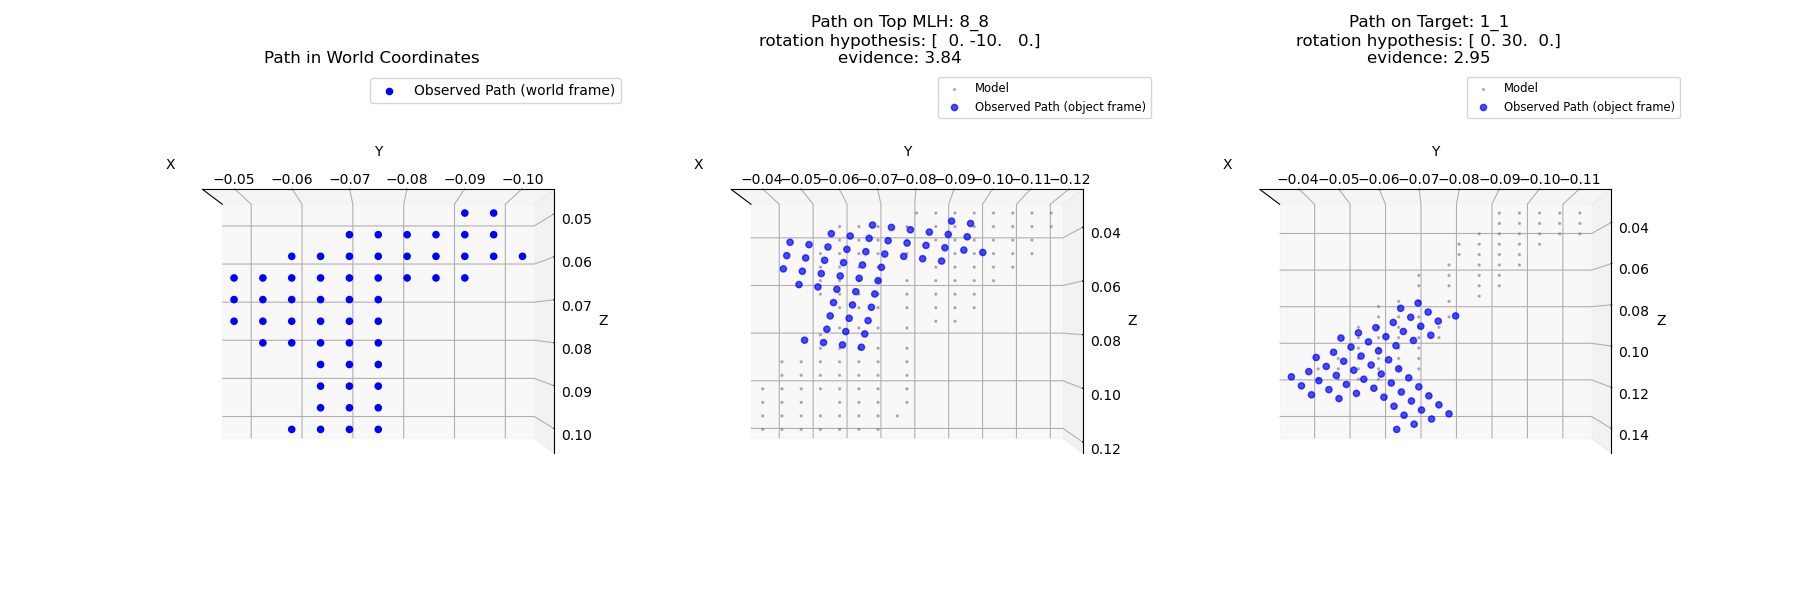 Path in World Coordinates
Observed Path (world frame)
X
Y
−0.05 −0.06 −0.07 −0.08 −0.09 −0.10
0.05
0.06
0.07
Z
0.08
0.09
0.10
Path on Top MLH: 8_8
rotation hypothesis: [  0. -10.   0.]
evidence: 3.84
Model
Observed Path (object frame)
X
Y
−0.04 −0.05 −0.06 −0.07 −0.08 −0.09 −0.10 −0.11 −0.12
0.04
0.06
Z
0.08
0.10
0.12
Path on Target: 1_1
rotation hypothesis: [ 0. 30.  0.]
evidence: 2.95
Model
Observed Path (object frame)
X
Y
−0.04 −0.05 −0.06 −0.07 −0.08 −0.09 −0.10 −0.11
0.04
0.06
0.08
Z
0.10
0.12
0.14